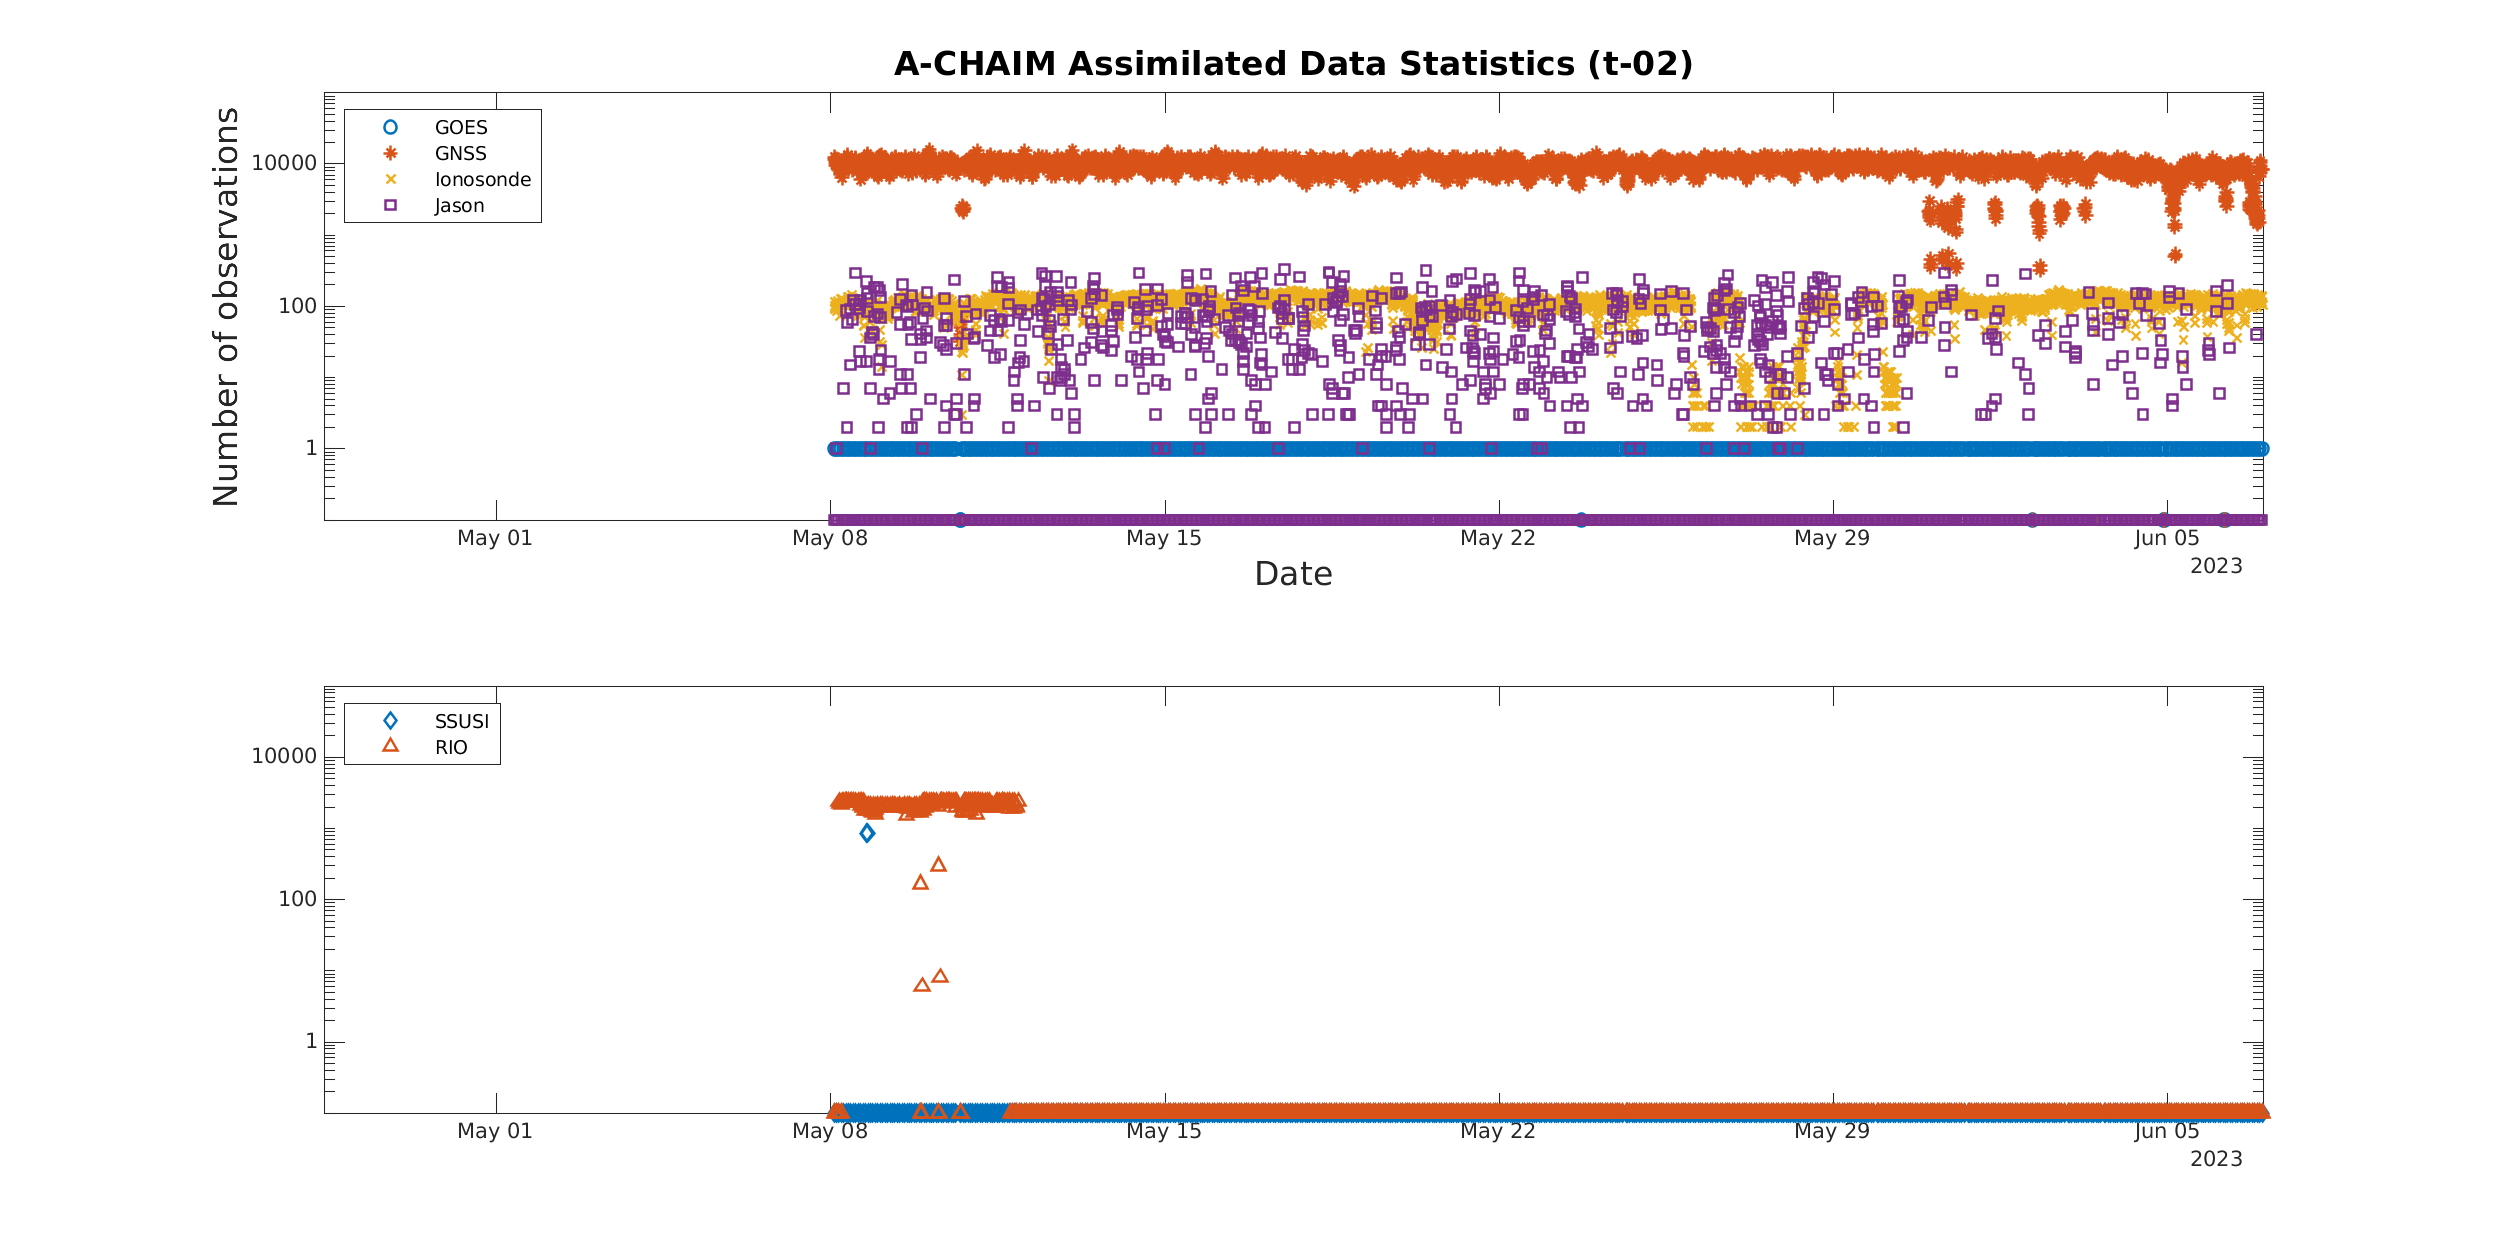 A-CHAIM Assimilated Data Statistics (t-02)
GOES
GNSS
Ionosonde
Jason
Number of observations
10000
100
1
May 01
May 08
May 15
May 22
May 29
Jun 05
2023
Date
SSUSI
RIO
10000
100
1
May 01
May 08
May 15
May 22
May 29
Jun 05
2023